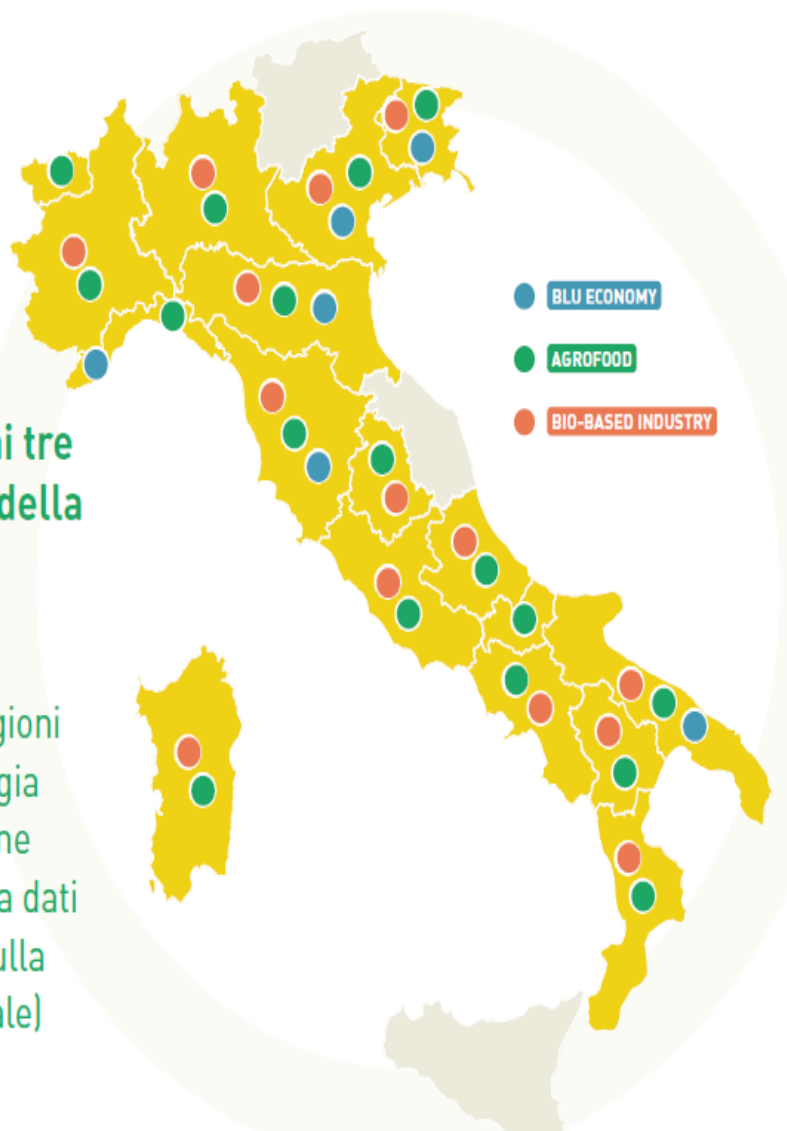 BLU ECONOMY
AGROFOOD
BIO-BASED INDUSTRY
tre
della
gioni
gia
ne
a dati
ulla
ale)